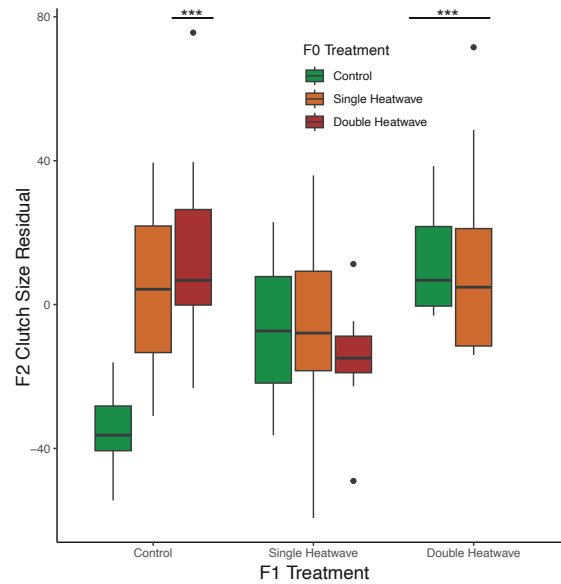 ***
***
80
40
0
−40
F2 Clutch Size Residual
F0 Treatment
Control
Single Heatwave
Double Heatwave
Control
Single Heatwave
Double Heatwave
F1 Treatment